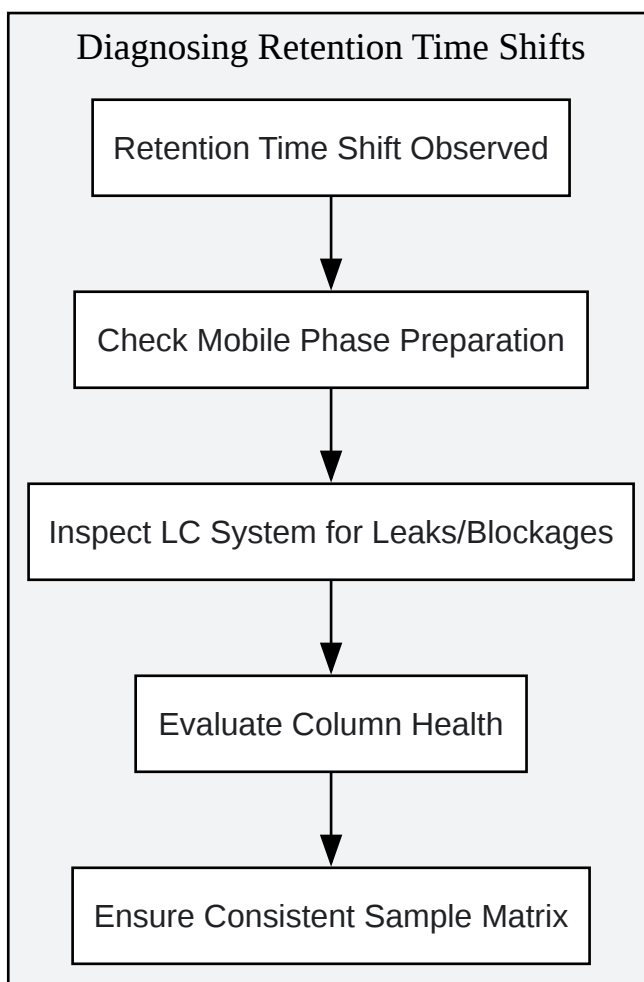 Diagnosing Retention Time Shifts
Retention Time Shift Observed
Check Mobile Phase Preparation
Inspect LC System for Leaks/Blockages
Evaluate Column Health
Ensure Consistent Sample Matrix